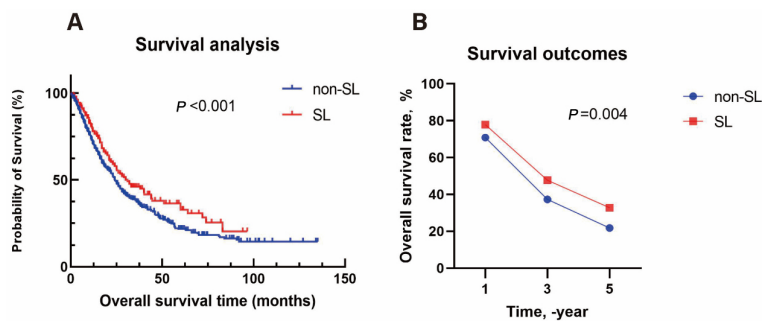 A
Survival analysis
non-SL
SL
P <0.001
Probability of Survival (%)
100
50
0
0
50
100
150
Overall survival time (months)
B
Survival outcomes
non-SL
SL
P=0.004
Overall survival rate, %
100
80
60
40
20
0
1
3
5
Time, -year